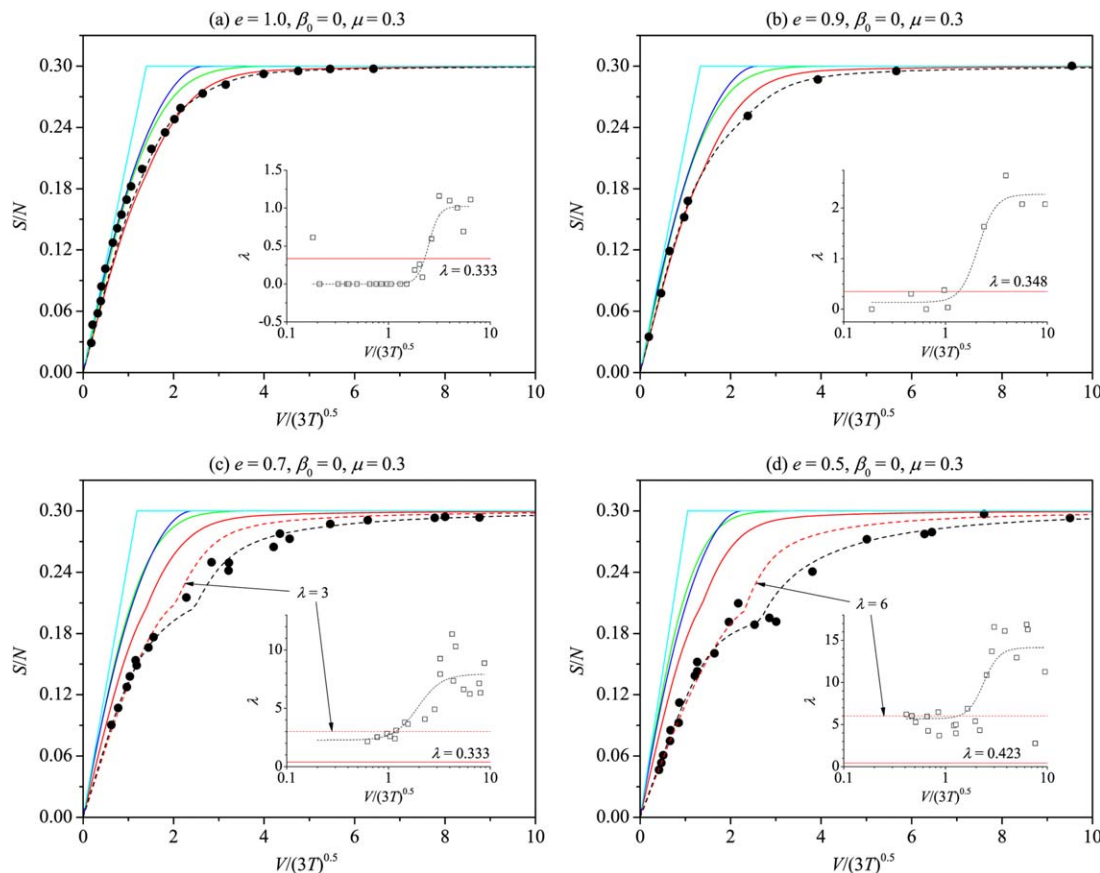 (a) e = 1.0, β₀ = 0, μ = 0.3
S/N
0.30
0.24
0.18
0.12
0.06
0.00
0 2 4 6 8 10
V/(3T)^0.5
λ
1.5
1.0
0.5
0.0
-0.5
λ = 0.333
0.1 1 10
V/(3T)^0.5
(b) e = 0.9, β₀ = 0, μ = 0.3
S/N
0.30
0.24
0.18
0.12
0.06
0.00
0 2 4 6 8 10
V/(3T)^0.5
λ
2
1
0
λ = 0.348
0.1 1 10
V/(3T)^0.5
(c) e = 0.7, β₀ = 0, μ = 0.3
S/N
0.30
0.24
0.18
0.12
0.06
0.00
0 2 4 6 8 10
V/(3T)^0.5
λ = 3
λ
10
5
0
λ = 0.333
0.1 1 10
V/(3T)^0.5
(d) e = 0.5, β₀ = 0, μ = 0.3
S/N
0.30
0.24
0.18
0.12
0.06
0.00
0 2 4 6 8 10
V/(3T)^0.5
λ = 6
λ
15
10
5
0
λ = 0.423
0.1 1 10
V/(3T)^0.5